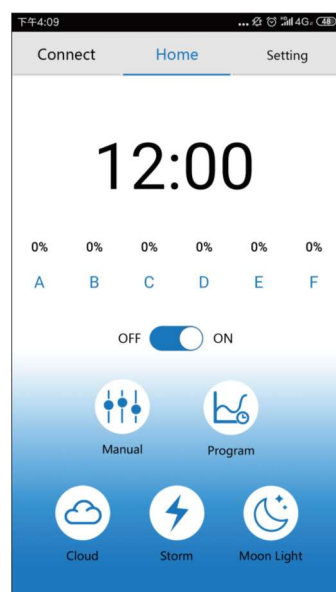 下午4:09 ... 4G 48
Connect Home Setting
12:00
0% 0% 0% 0% 0% 0%
A B C D E F
OFF ON
Manual Program
Cloud Storm Moon Light